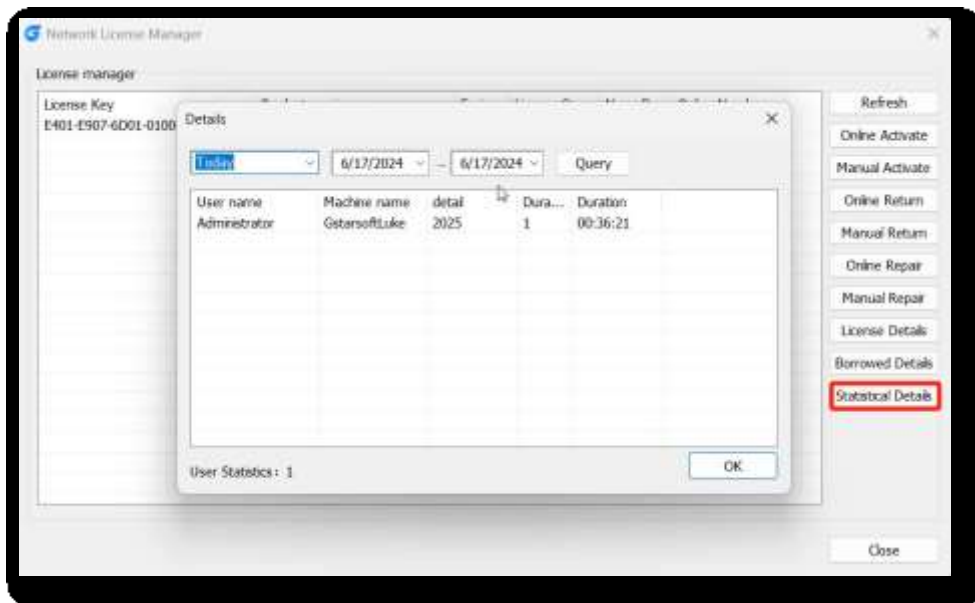 Network License Manager
License manager
License Key
E401-E907-6D01-0100
Details
Today 6/17/2024 – 6/17/2024 Query
User name Machine name detail Dura... Duration
Administrator GstarsoftLuke 2025 1 00:36:21
User Statistics: 1
OK
Refresh
Online Activate
Manual Activate
Online Return
Manual Return
Online Repair
Manual Repair
License Details
Borrowed Details
Statistical Details
Close